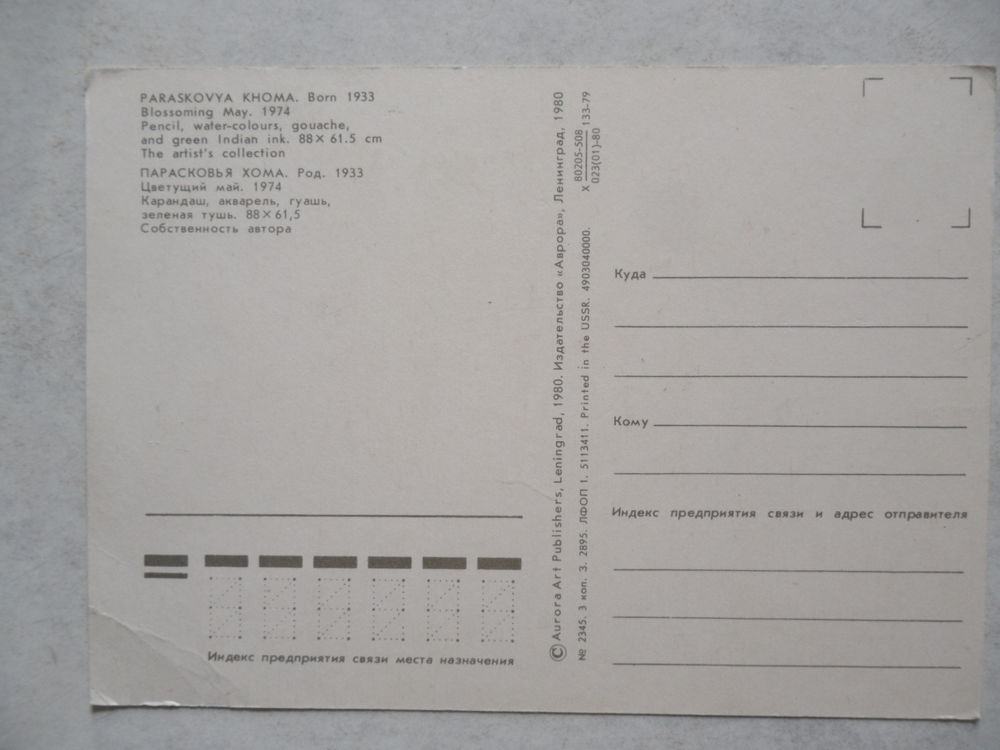 PARASKOVYA KHOMA. Born 1933
Blossoming May. 1974
Pencil, water-colours, gouache,
and green Indian ink. 88×61.5 cm
The artist's collection
ПАРАСКОВЬЯ ХОМА. Род. 1933
Цветущий май. 1974
Карандаш, акварель, гуашь,
зеленая тушь. 88×61,5
Собственность автора
Индекс предприятия связи места назначения
© Aurora Art Publishers, Leningrad, 1980. Издательство «Аврора», Ленинград, 1980
№ 2345. 3 коп. З. 2895. ЛФОП 1. 5113411. Printed in the USSR. 4903040000.
X 80205-508 133-79
023(01)-80
Куда
Кому
Индекс предприятия связи и адрес отправителя